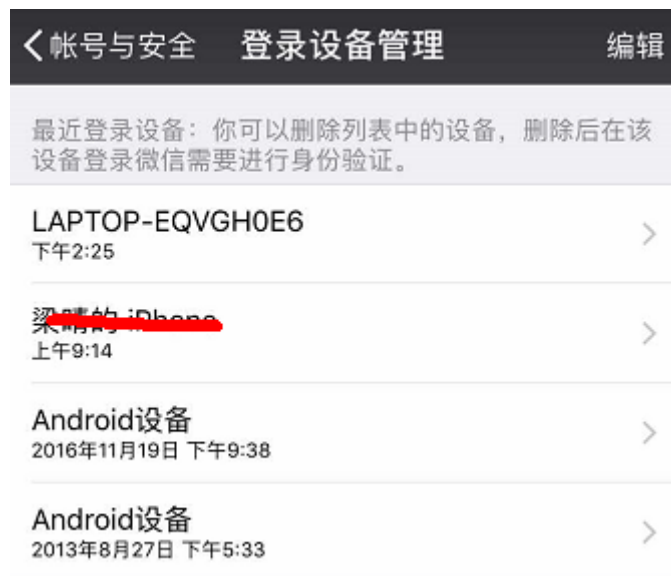 帐号与安全 登录设备管理 编辑
最近登录设备：你可以删除列表中的设备，删除后在该
设备登录微信需要进行身份验证。
LAPTOP-EQVGH0E6
下午2:25
上午9:14
Android设备
2016年11月19日 下午9:38
Android设备
2013年8月27日 下午5:33